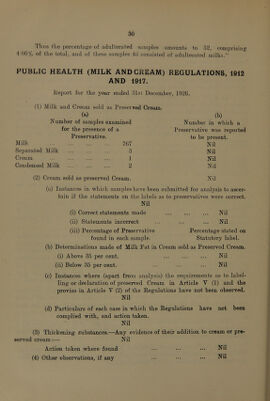 30
Thus the percentage of adulterated samples amounts to 52, comprising
4.66% of the total, and of these samples 45 consisted of adulterated milks."
PUBLIC HEALTH (MILK AND CREAM) REGULATIONS, 1912
AND 1917.
Report for the year ended 31st December, 1926.
(1) Milk and Cream sold as Preserved Cream.
(a) (b)
Number of samples examined Number in which a
for the presence of a Preservative was reported
Preservative. to be present.
Milk ... ... ... 767 Nil
Separated Milk ... ... 5 Nil
Cream ... ... ... 1 Nil
Condensed Milk ... ... 2 Nil
(2) Cream sold as preserved Cream.
(a) Instances in which samples have been submitted for analysis to ascer-
tain if the statements on the labels as to preservatives were correct.
Nil
(i) Correct statements made ... ... ... Nil
(ii) Statements incorrect ... ... ... Nil
(iii) Percentage of Preservative Percentage stated on
found in each sample. Statutory label.
Nil
(b) Determinations made of Milk Fat in Cream sold as Preserved Cream.
(i) Above 35 per cent. ... ... ... Nil
(ii) Below 35 per cent. ... ... ... Nil
(c) Instances where (apart from analysis) the requirements as to label-
ling or declaration of preserved Cream in Article V (1) and the
proviso in Article V (2) of the Regulations have not been observed.
Nil
(d) Particulars of each case in which the Regulations have not been
complied with, and action taken.
Nil
(3) Thickening substances.—Any evidence of their addition to cream or pre-
served cream:— Nil
Action taken where found ... ... ... Nil
(4) Other observations, if any ... ... ... Nil